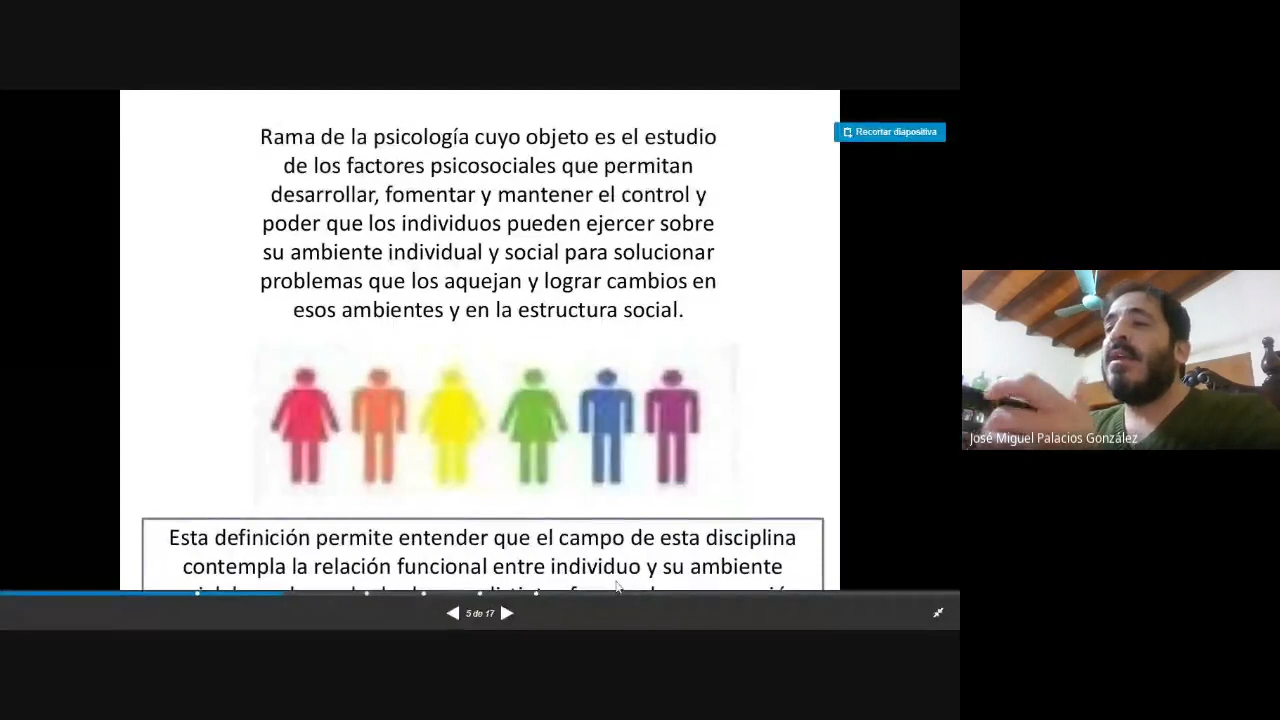 Rama de la psicología cuyo objeto es el estudio
de los factores psicosociales que permitan
desarrollar, fomentar y mantener el control y
poder que los individuos pueden ejercer sobre
su ambiente individual y social para solucionar
problemas que los aquejan y lograr cambios en
esos ambientes y en la estructura social.
Recortar diapositiva
José Miguel Palacios González
Esta definición permite entender que el campo de esta disciplina
contempla la relación funcional entre individuo y su ambiente
5 de 17